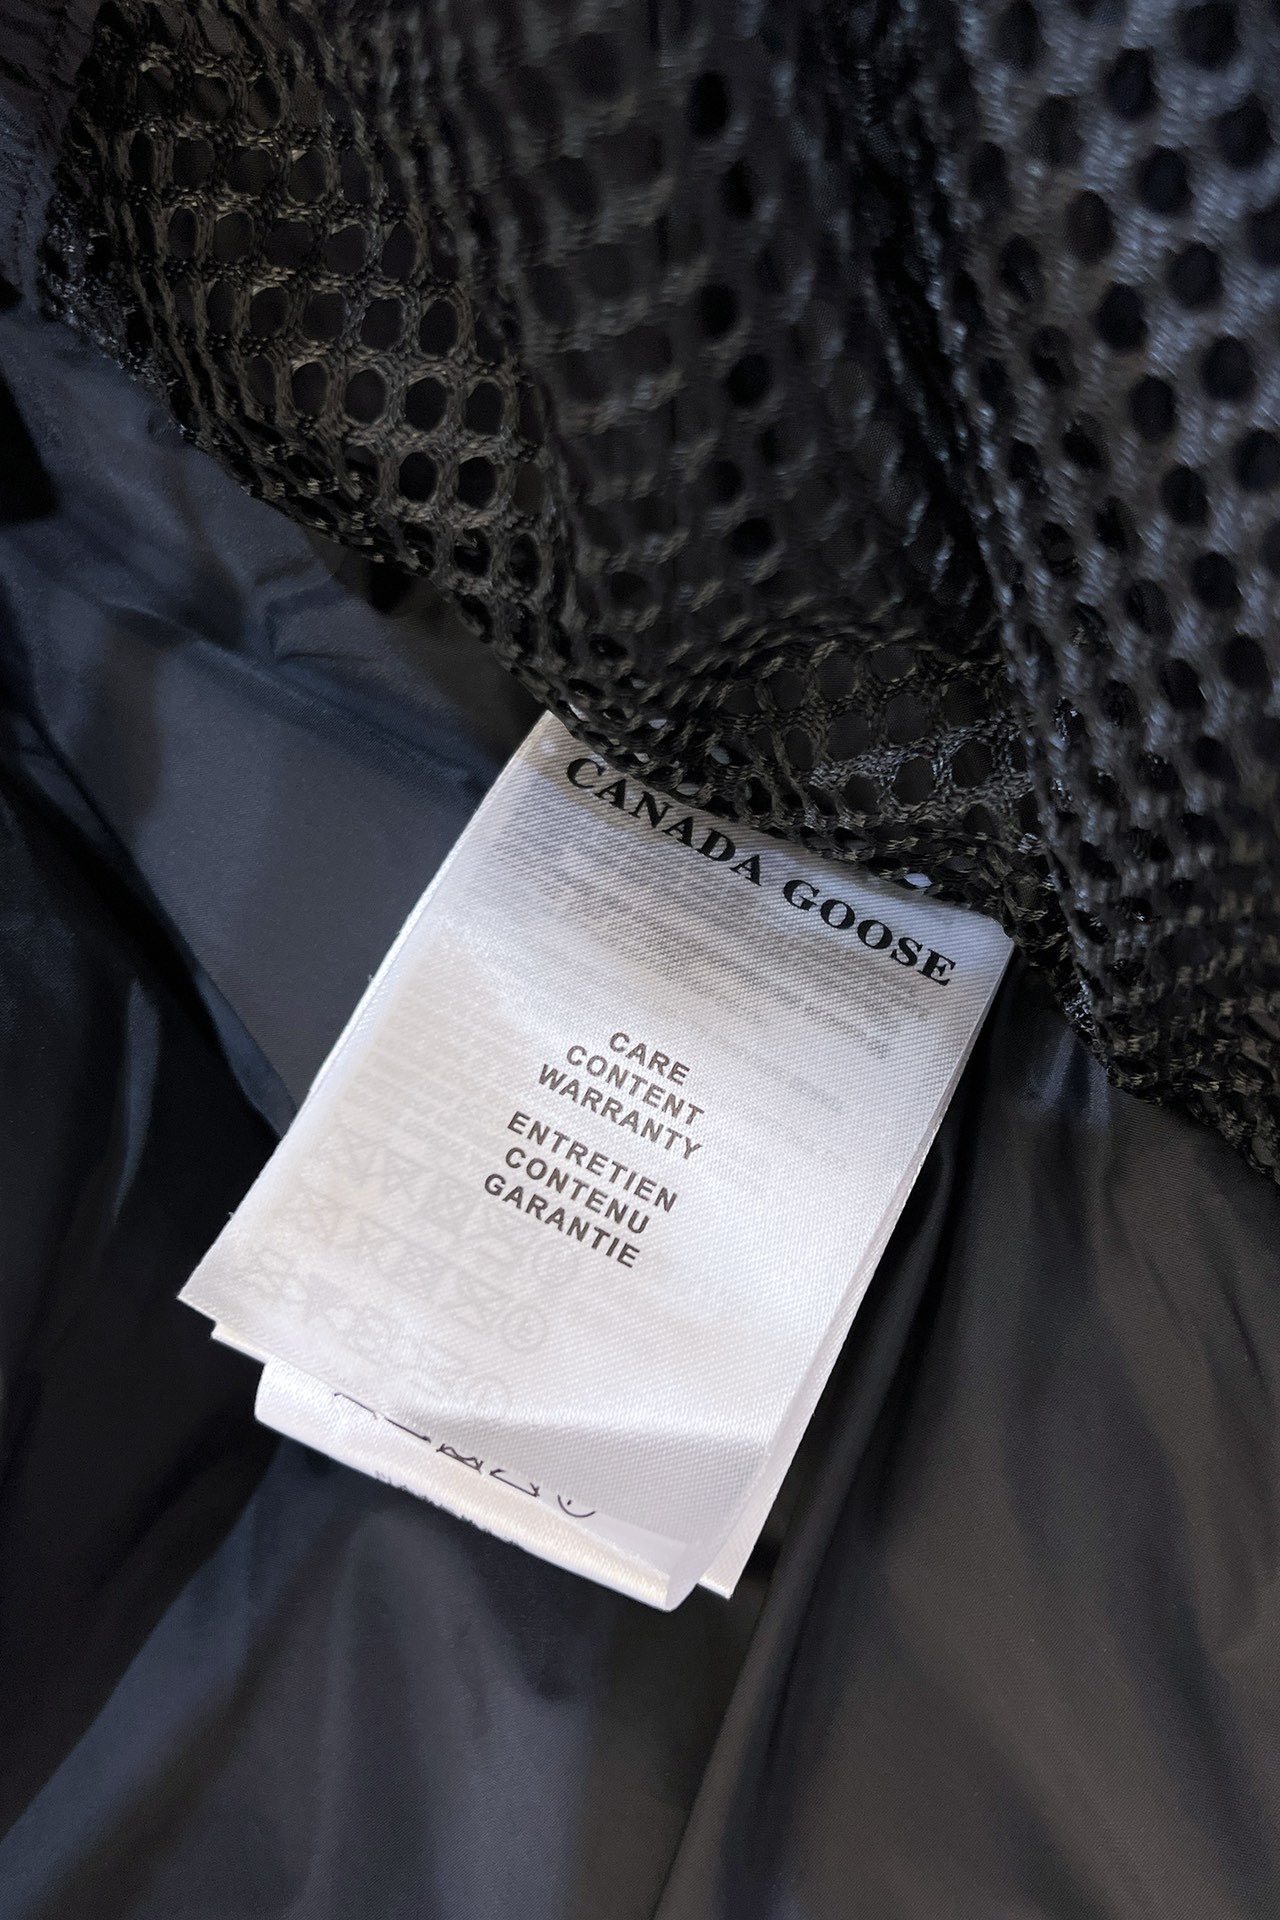 CANADA GOOSE
CARE
CONTENT
WARRANTY
ENTRETIEN
CONTENU
GARANTIE